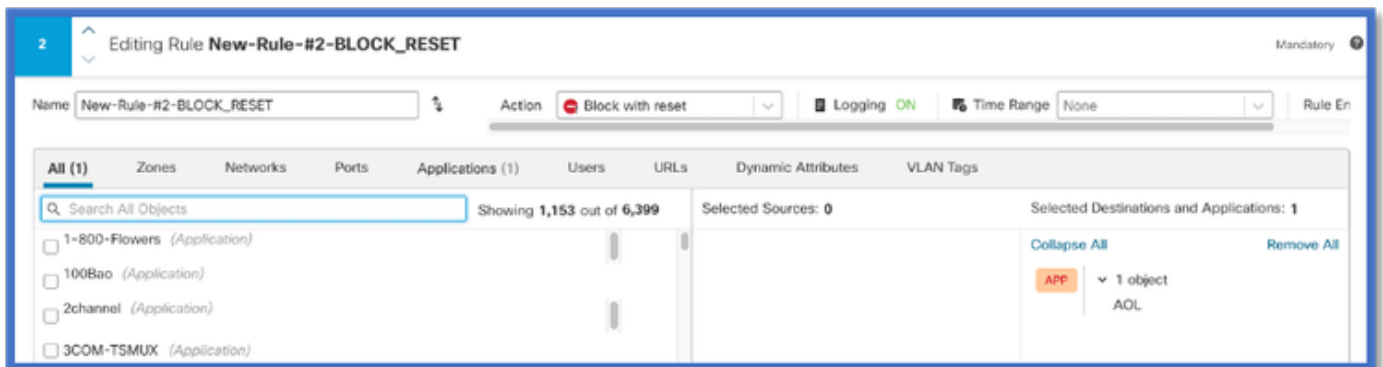 2 Editing Rule New-Rule-#2-BLOCK_RESET Mandatory ?
Name New-Rule-#2-BLOCK_RESET Action Block with reset Logging ON Time Range None Rule En
All (1) Zones Networks Ports Applications (1) Users URLs Dynamic Attributes VLAN Tags
Search All Objects Showing 1,153 out of 6,399 Selected Sources: 0 Selected Destinations and Applications: 1
1-800-Flowers (Application) Collapse All Remove All
100Bao (Application) APP 1 object
2channel (Application) AOL
3COM-TSMUX (Application)